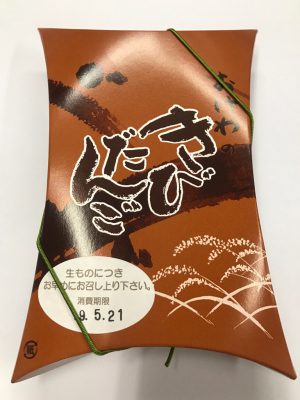 きび
だんご
生ものにつき
お早めにお召し上り下さい。
消費期限
9.5.21